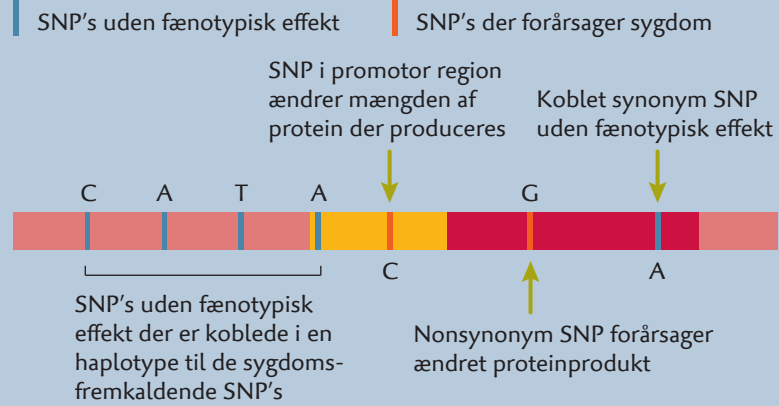 SNP's uden fænotypisk effekt
SNP's der forårsager sygdom
SNP i promotor region
ændrer mængden af
protein der produceres
Koblet synonym SNP
uden fænotypisk effekt
C A T A G
C A
SNP's uden fænotypisk
effekt der er koblede i en
haplotype til de sygdoms-
fremkaldende SNP's
Nonsynonym SNP forårsager
ændret proteinprodukt